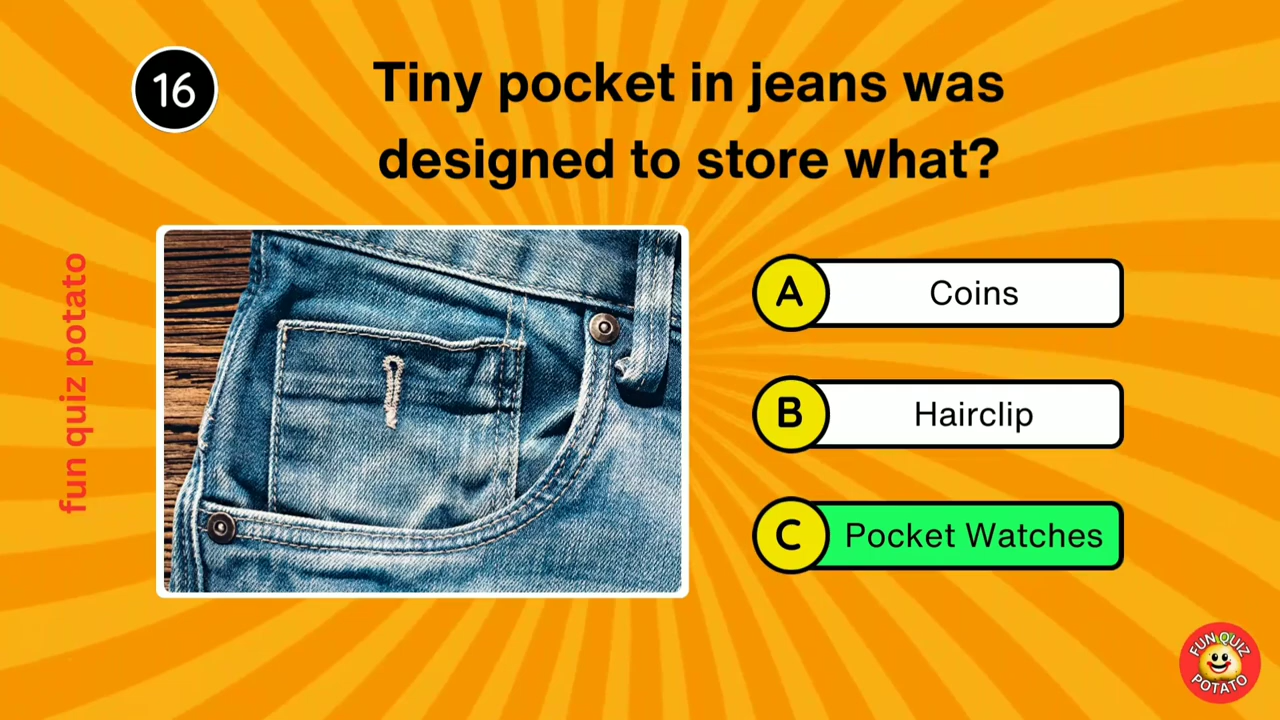 16
Tiny pocket in jeans was
designed to store what?
fun quiz potato
A
Coins
B
Hairclip
C
Pocket Watches
FUN QUIZ
POTATO